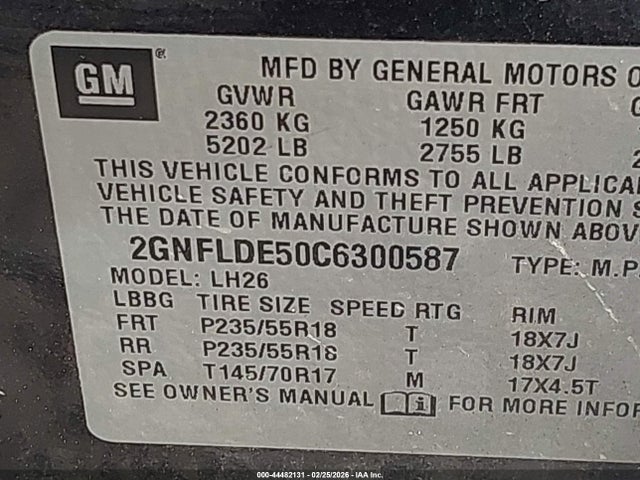 GM ®
MFD BY GENERAL MOTORS
GVWR GAWR FRT
2360 KG 1250 KG
5202 LB 2755 LB
THIS VEHICLE CONFORMS TO ALL
VEHICLE SAFETY AND THEFT PREVENTION
THE DATE OF MANUFACTURE SHOWN
2GNFLDE50C6300587 TYPE:
MODEL: LH26
LBBG TIRE SIZE SPEED RTG RIM
FRT P235/55R18 T 18X7J
RR P235/55R18 T 18X7J
SPA T145/70R17 M 17X4.5T
SEE OWNER'S MANUAL i FOR MORE
000-44482131 - 02/25/2026 - IAA Inc.